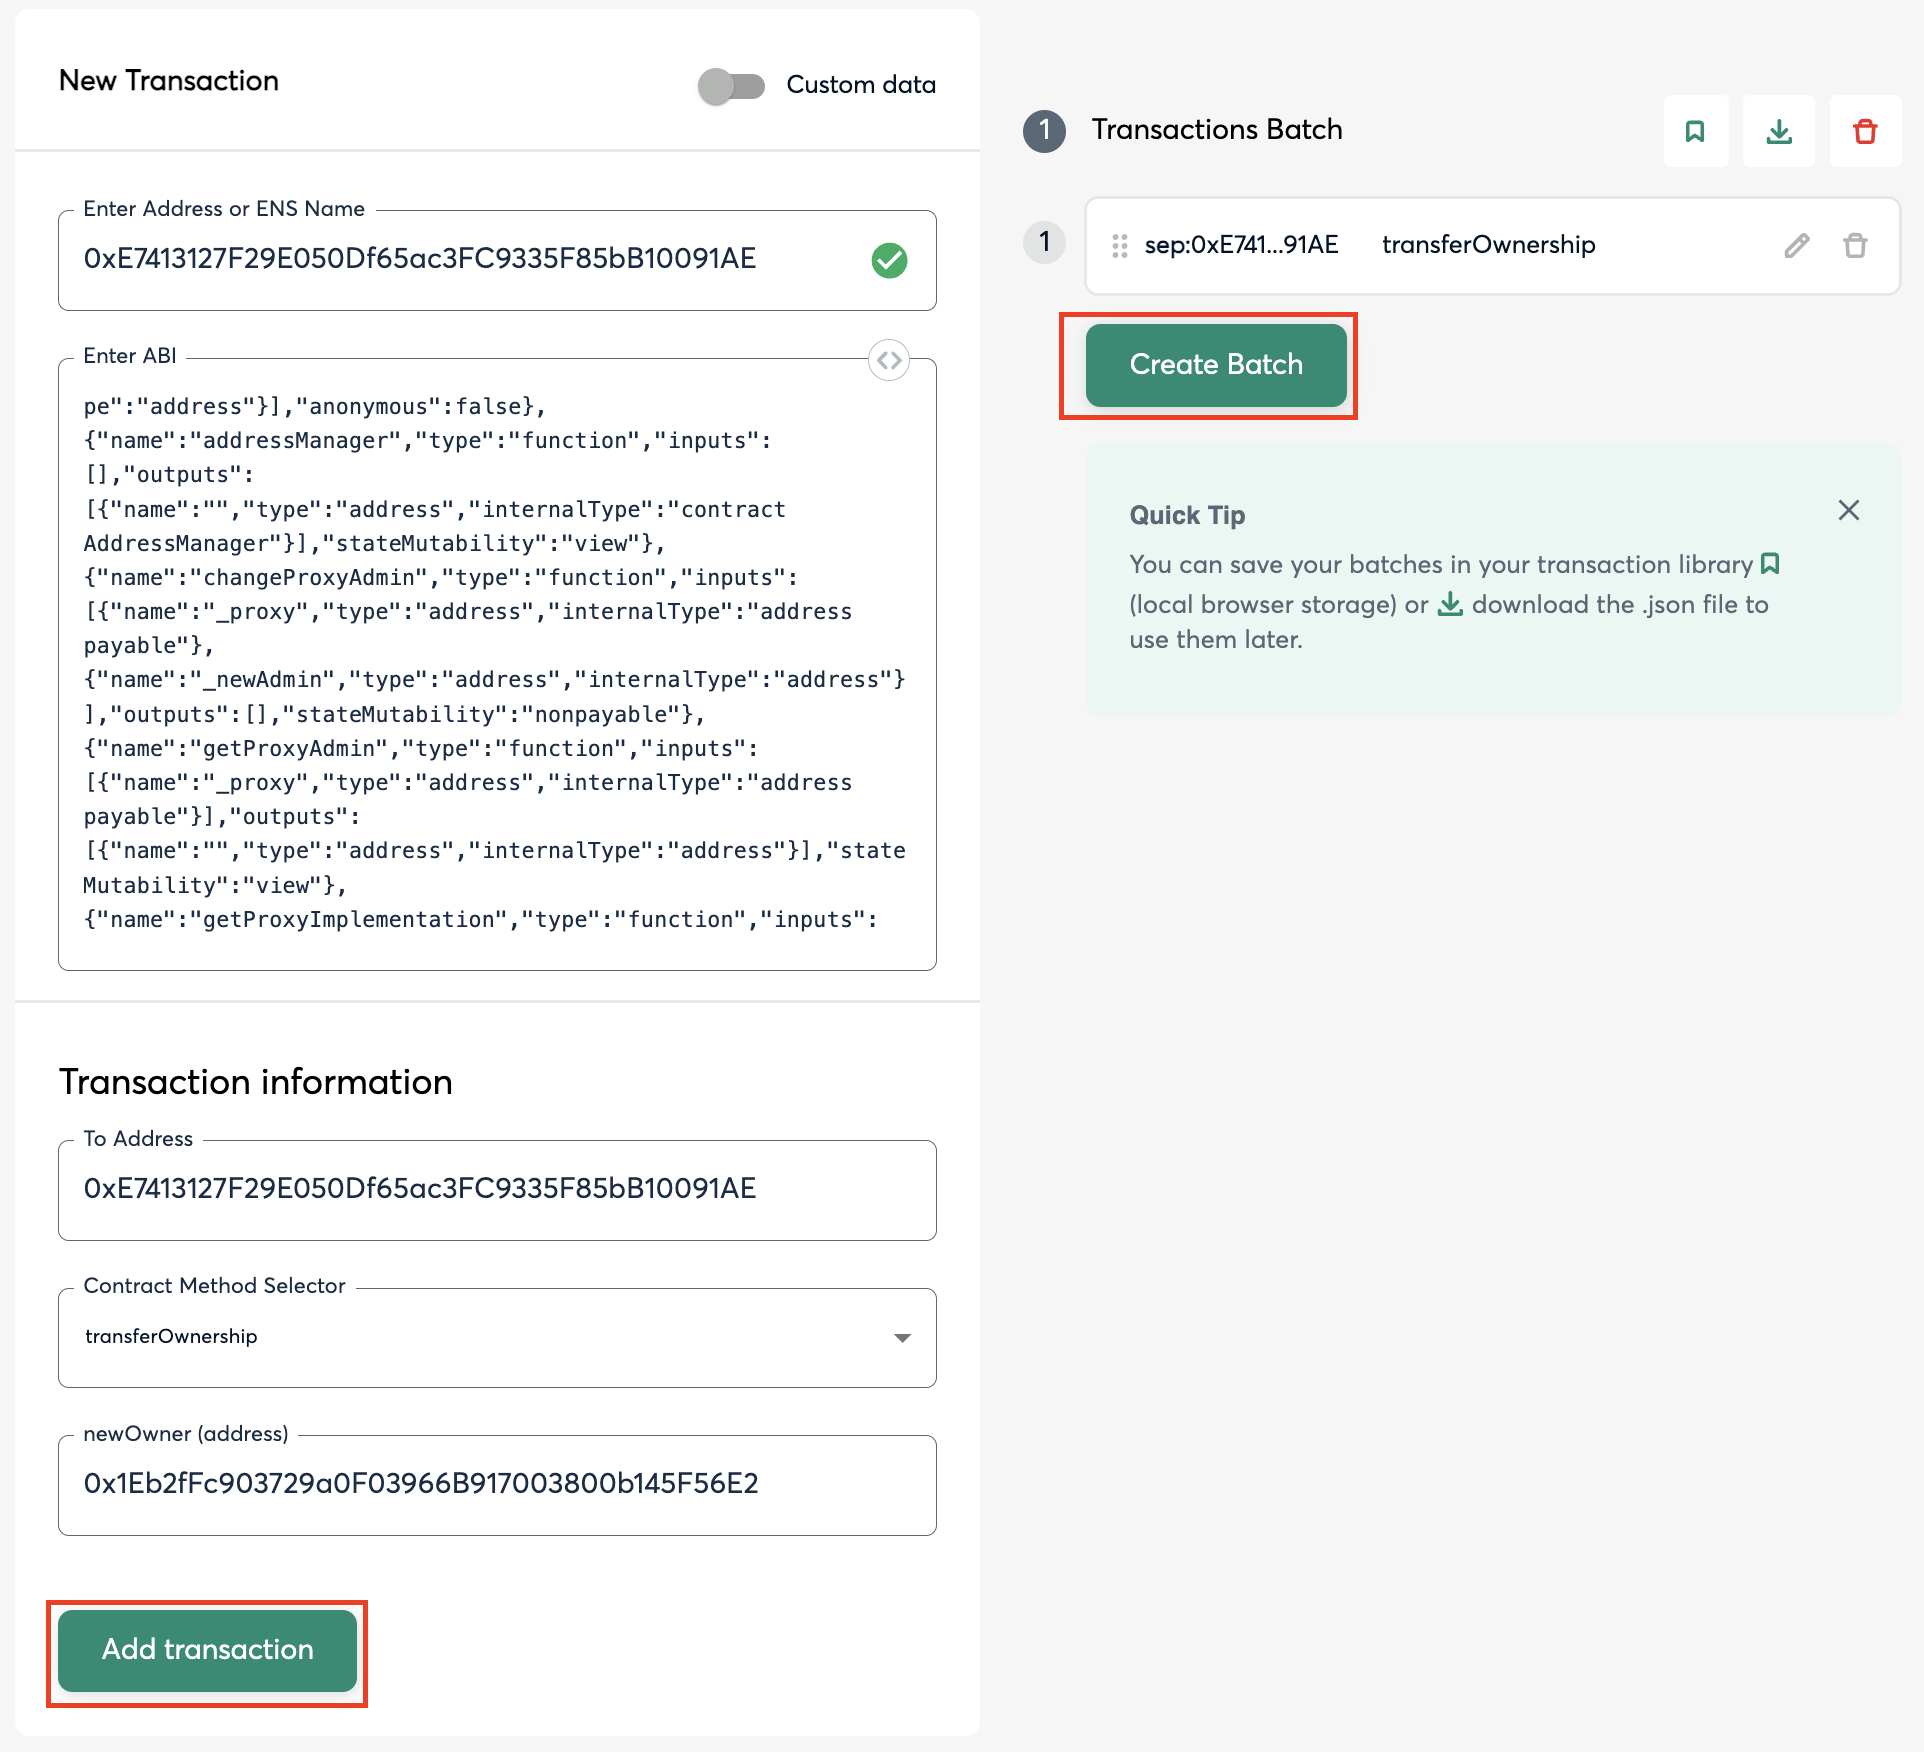 New Transaction
Custom data
Enter Address or ENS Name
0xE7413127F29E050Df65ac3FC9335F85bB10091AE
Enter ABI
pe":"address"}],"anonymous":false},
{"name":"addressManager","type":"function","inputs":
[],"outputs":
[{"name":"","type":"address","internalType":"contract
AddressManager"}],"stateMutability":"view"},
{"name":"changeProxyAdmin","type":"function","inputs":
[{"name":"_proxy","type":"address","internalType":"address
payable"},
{"name":"_newAdmin","type":"address","internalType":"address"}
],"outputs":[],"stateMutability":"nonpayable"},
{"name":"getProxyAdmin","type":"function","inputs":
[{"name":"_proxy","type":"address","internalType":"address
payable"}],"outputs":
[{"name":"","type":"address","internalType":"address"}],"state
Mutability":"view"},
{"name":"getProxyImplementation","type":"function","inputs":
Transaction information
To Address
0xE7413127F29E050Df65ac3FC9335F85bB10091AE
Contract Method Selector
transferOwnership
newOwner (address)
0x1Eb2fFc903729a0F03966B917003800b145F56E2
Add transaction
1 Transactions Batch
1 sep:0xE741...91AE transferOwnership
Create Batch
Quick Tip
You can save your batches in your transaction library
(local browser storage) or download the .json file to
use them later.